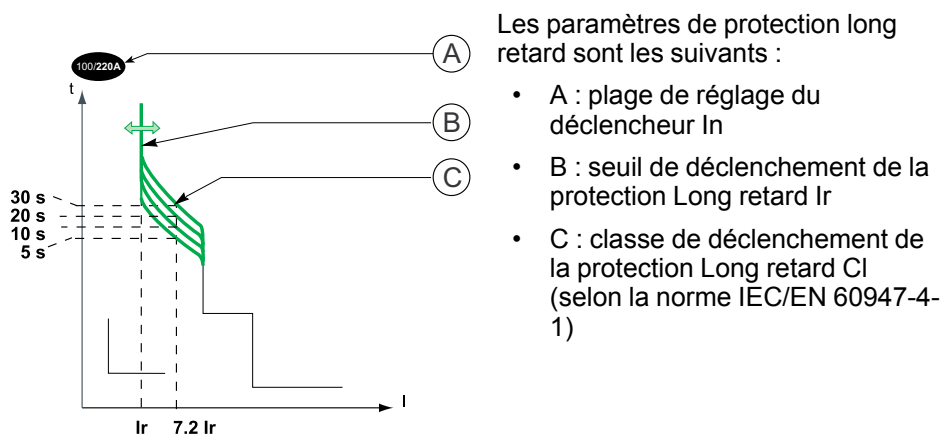 100/220A
A
t
B
C
30 s
20 s
10 s
5 s
I
Ir 7.2 Ir
Les paramètres de protection long
retard sont les suivants :
• A : plage de réglage du
déclencheur In
• B : seuil de déclenchement de la
protection Long retard Ir
• C : classe de déclenchement de
la protection Long retard Cl
(selon la norme IEC/EN 60947-4-
1)